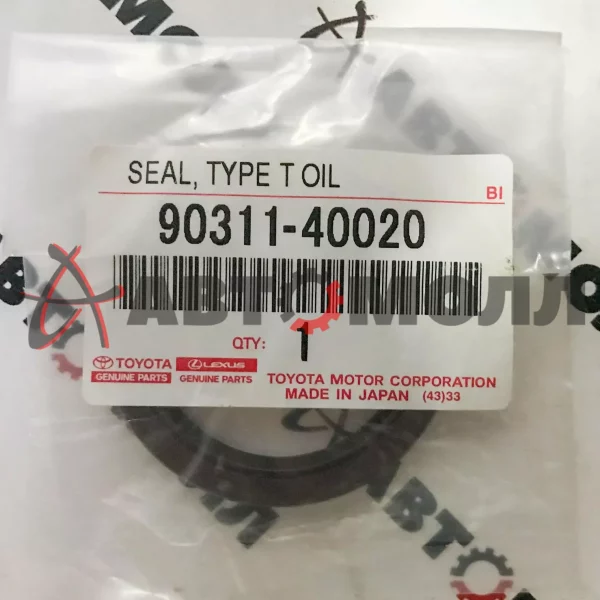 SEAL, TYPE T OIL
BI
90311-40020
АВТОМОЛЛ
QTY: 1
TOYOTA
GENUINE PARTS
LEXUS
GENUINE PARTS
TOYOTA MOTOR CORPORATION
MADE IN JAPAN (43)33